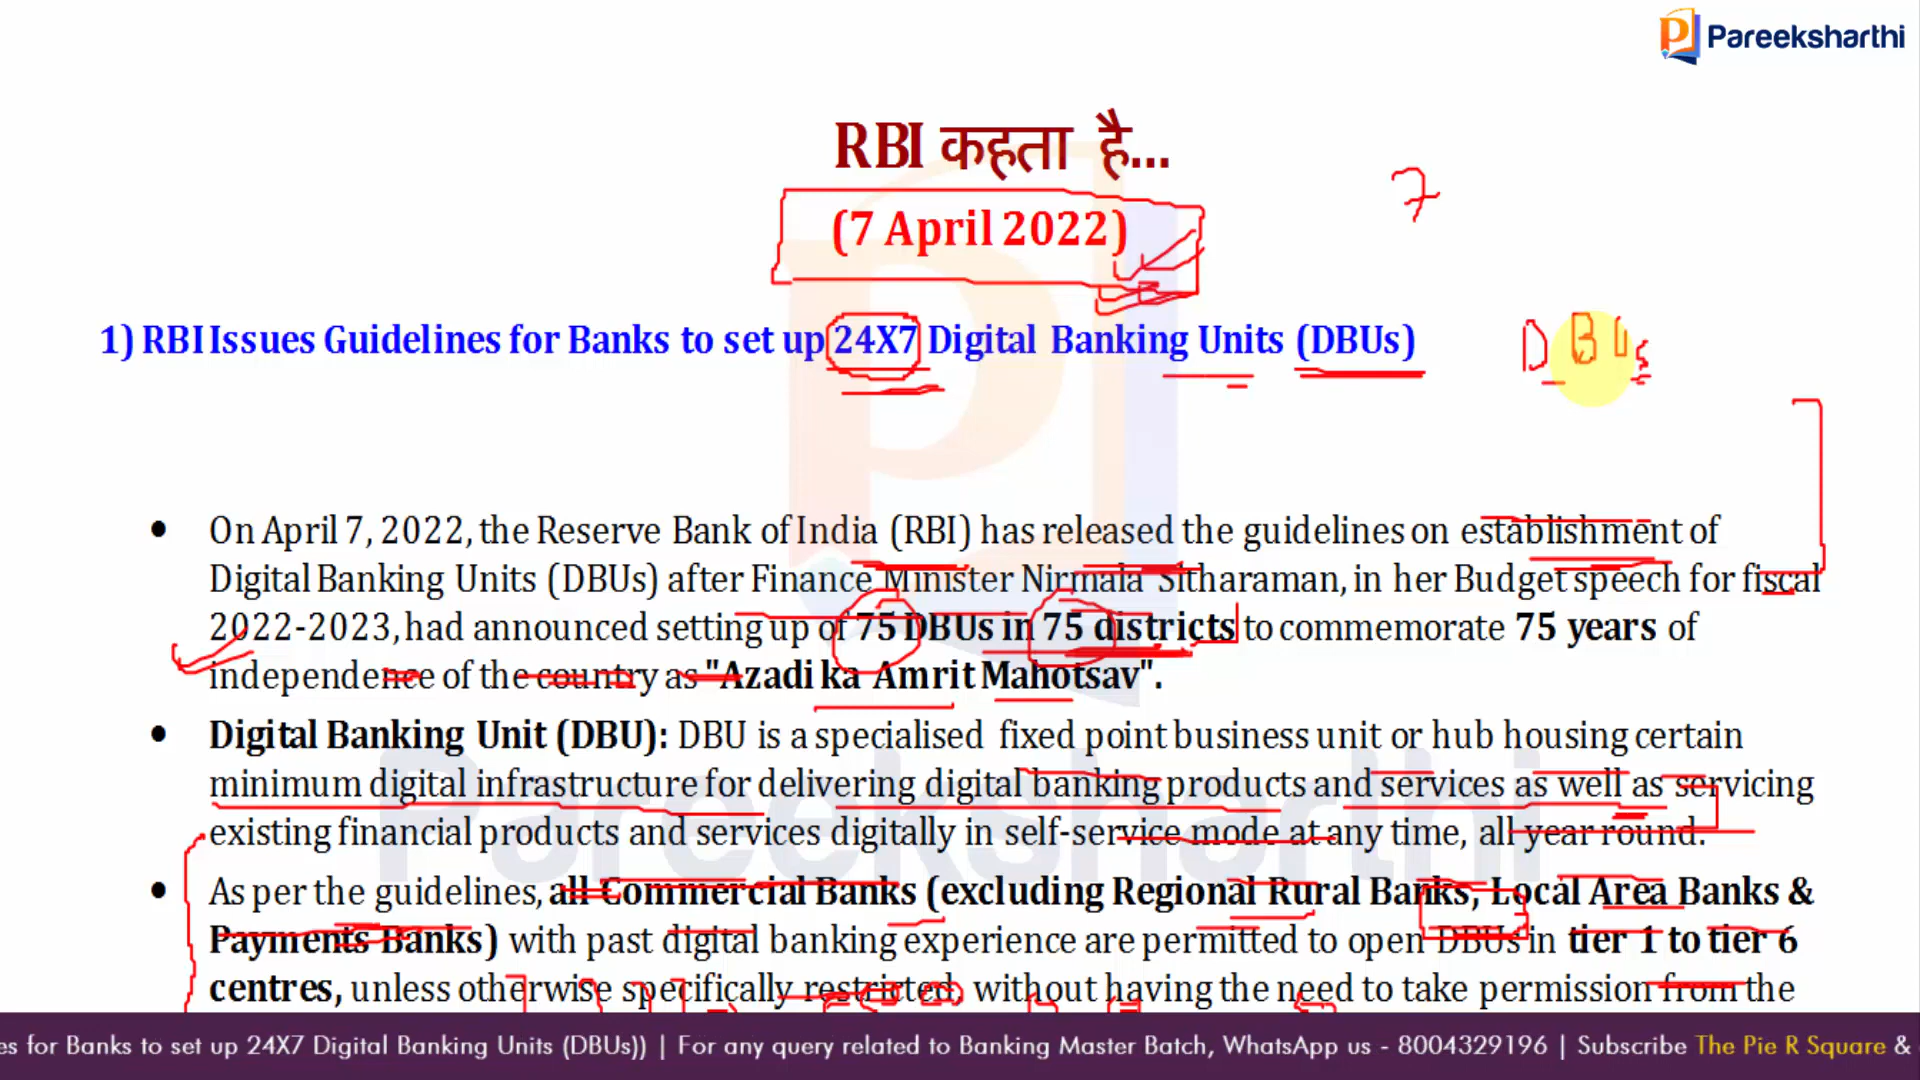 Pareeksharthi
RBI कहता है...
(7 April 2022)
7
1) RBI Issues Guidelines for Banks to set up 24X7 Digital Banking Units (DBUs)
DBUs
• On April 7, 2022, the Reserve Bank of India (RBI) has released the guidelines on establishment of
Digital Banking Units (DBUs) after Finance Minister Nirmala Sitharaman, in her Budget speech for fiscal
2022-2023, had announced setting up of 75 DBUs in 75 districts to commemorate 75 years of
independence of the country as "Azadi ka Amrit Mahotsav".
• Digital Banking Unit (DBU): DBU is a specialised fixed point business unit or hub housing certain
minimum digital infrastructure for delivering digital banking products and services as well as servicing
existing financial products and services digitally in self-service mode at any time, all year round.
• As per the guidelines, all Commercial Banks (excluding Regional Rural Banks, Local Area Banks &
Payments Banks) with past digital banking experience are permitted to open DBUs in tier 1 to tier 6
centres, unless otherwise specifically restricted, without having the need to take permission from the
Pareeksharthi
es for Banks to set up 24X7 Digital Banking Units (DBUs)) | For any query related to Banking Master Batch, WhatsApp us - 8004329196 | Subscribe The Pie R Square &